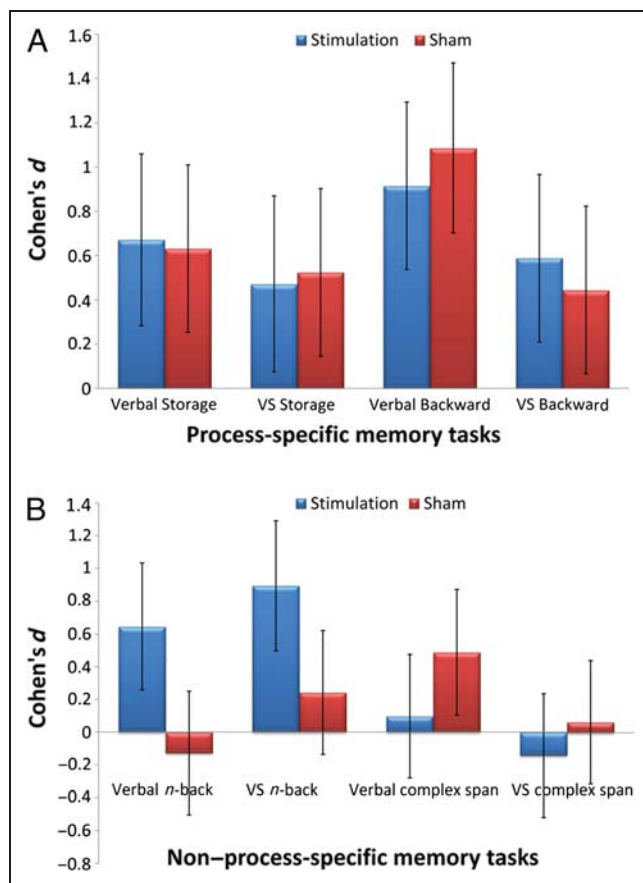 A
Stimulation Sham
1.6
1.4
1.2
1
0.8
0.6
0.4
0.2
0
Cohen's d
Verbal Storage VS Storage Verbal Backward VS Backward
Process-specific memory tasks
B
Stimulation Sham
1.4
1.2
1
0.8
0.6
0.4
0.2
0
−0.2
−0.4
−0.6
−0.8
Cohen's d
Verbal n-back VS n-back Verbal complex span VS complex span
Non–process-specific memory tasks